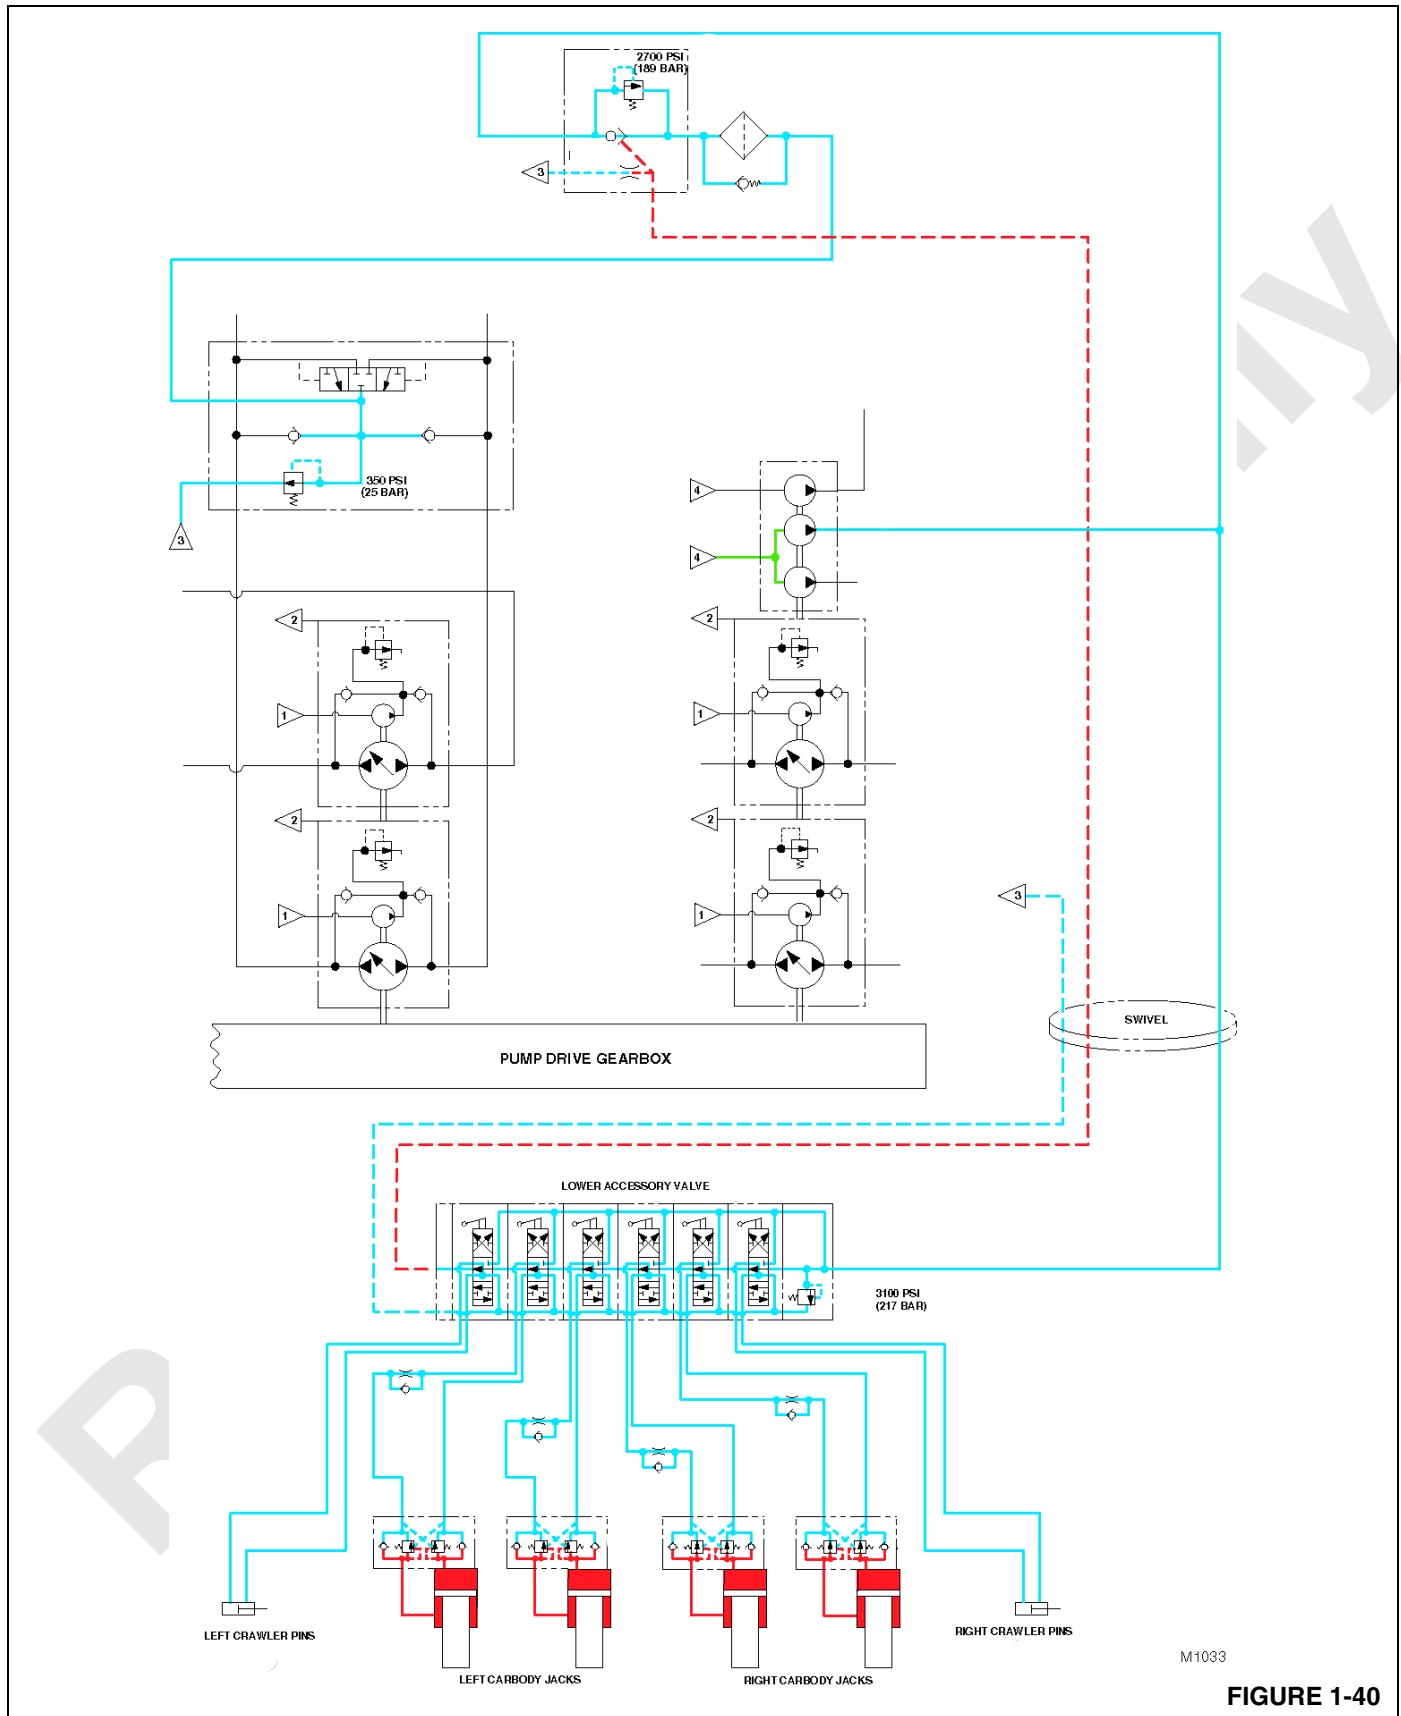 2700 PSI
(189 BAR)
3
350 PSI
(25 BAR)
3
4
4
2
2
1
1
2
2
1
1
3
SWIVEL
PUMP DRIVE GEARBOX
LOWER ACCESSORY VALVE
3100 PSI
(217 BAR)
LEFT CRAWLER PINS
RIGHT CRAWLER PINS
LEFT CARBODY JACKS
RIGHT CARBODY JACKS
M1033
FIGURE 1-40